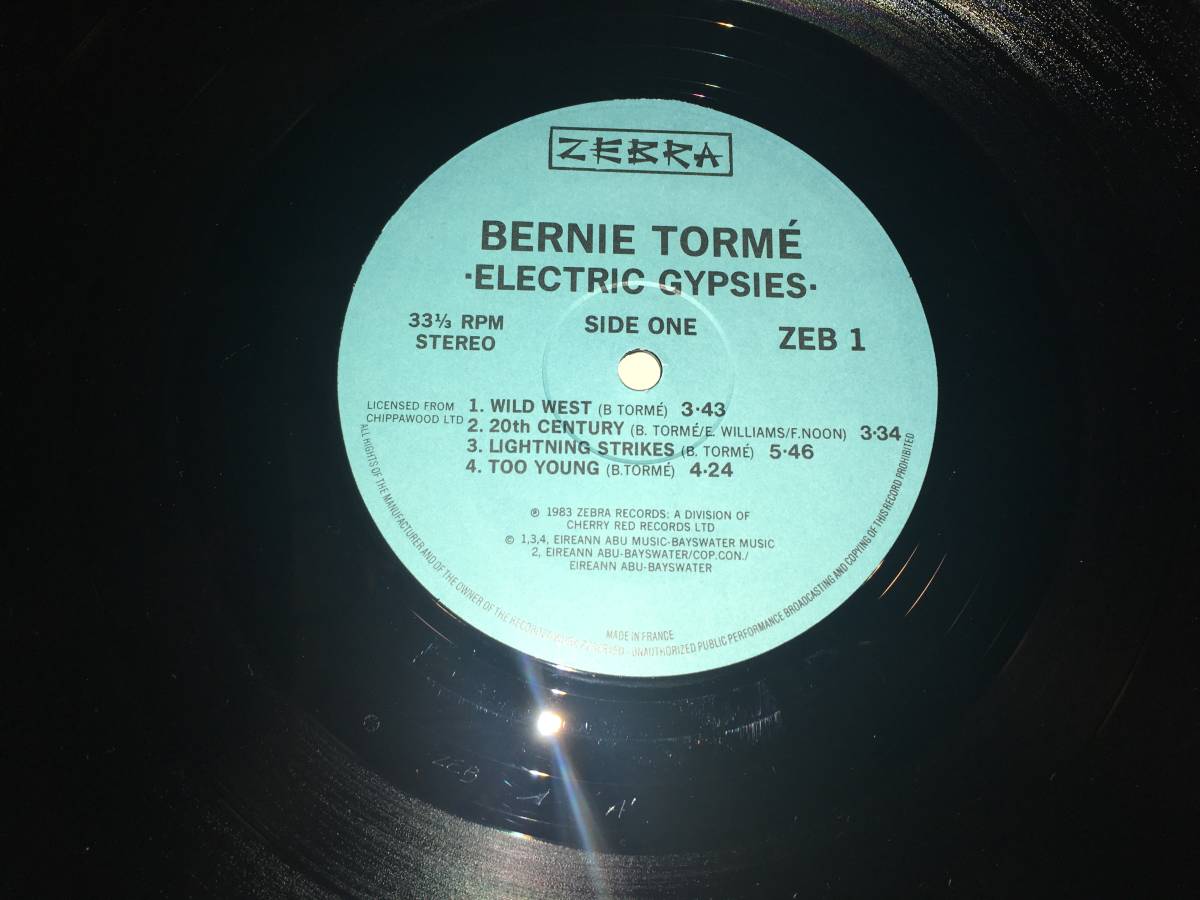 ZEBRA
BERNIE TORMÉ
·ELECTRIC GYPSIES·
33⅓ RPM
STEREO
SIDE ONE
ZEB 1
LICENSED FROM
CHIPPAWOOD LTD
1. WILD WEST (B TORMÉ) 3·43
2. 20th CENTURY (B. TORMÉ/E. WILLIAMS/F.NOON) 3·34
3. LIGHTNING STRIKES (B. TORMÉ) 5·46
4. TOO YOUNG (B.TORMÉ) 4·24
℗ 1983 ZEBRA RECORDS: A DIVISION OF
CHERRY RED RECORDS LTD
© 1,3,4, EIREANN ABU MUSIC-BAYSWATER MUSIC
2, EIREANN ABU-BAYSWATER/COP.CON./
EIREANN ABU-BAYSWATER
MADE IN FRANCE
ALL RIGHTS OF THE MANUFACTURER AND OF THE OWNER OF THE RECORDED WORK RESERVED - UNAUTHORIZED PUBLIC PERFORMANCE BROADCASTING AND COPYING OF THIS RECORD PROHIBITED